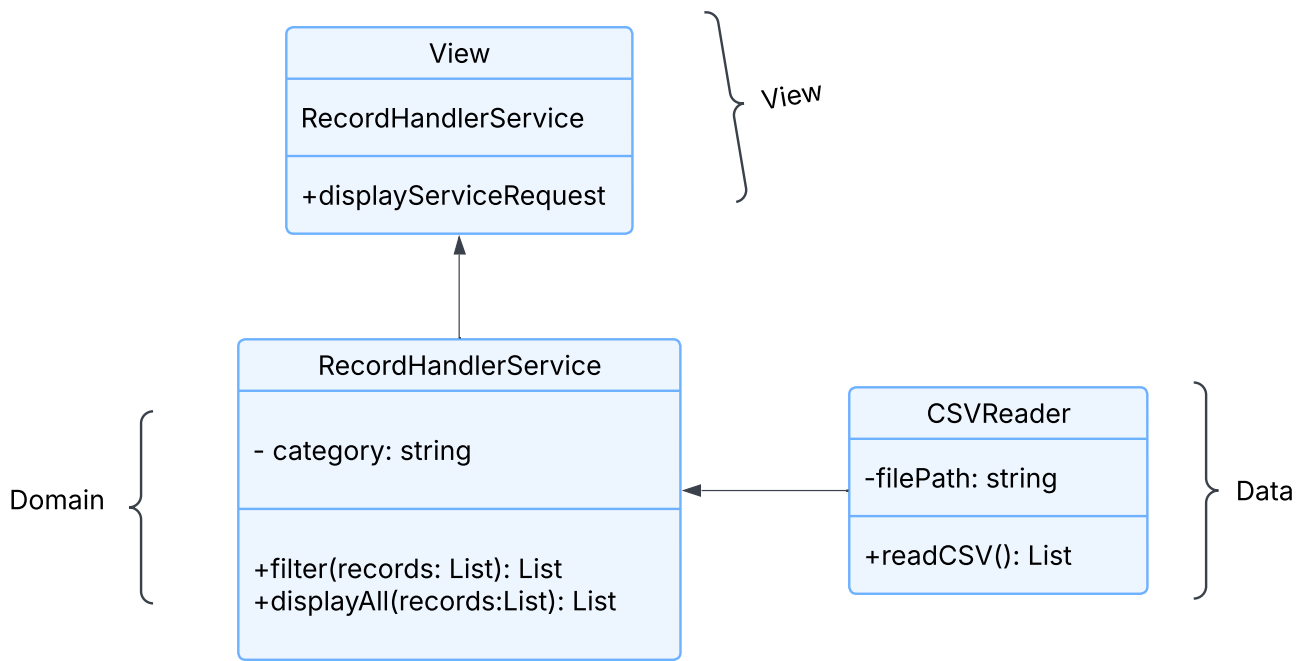 View
RecordHandlerService
+displayServiceRequest
View
RecordHandlerService
- category: string
+filter(records: List): List
+displayAll(records:List): List
Domain
CSVReader
-filePath: string
+readCSV(): List
Data